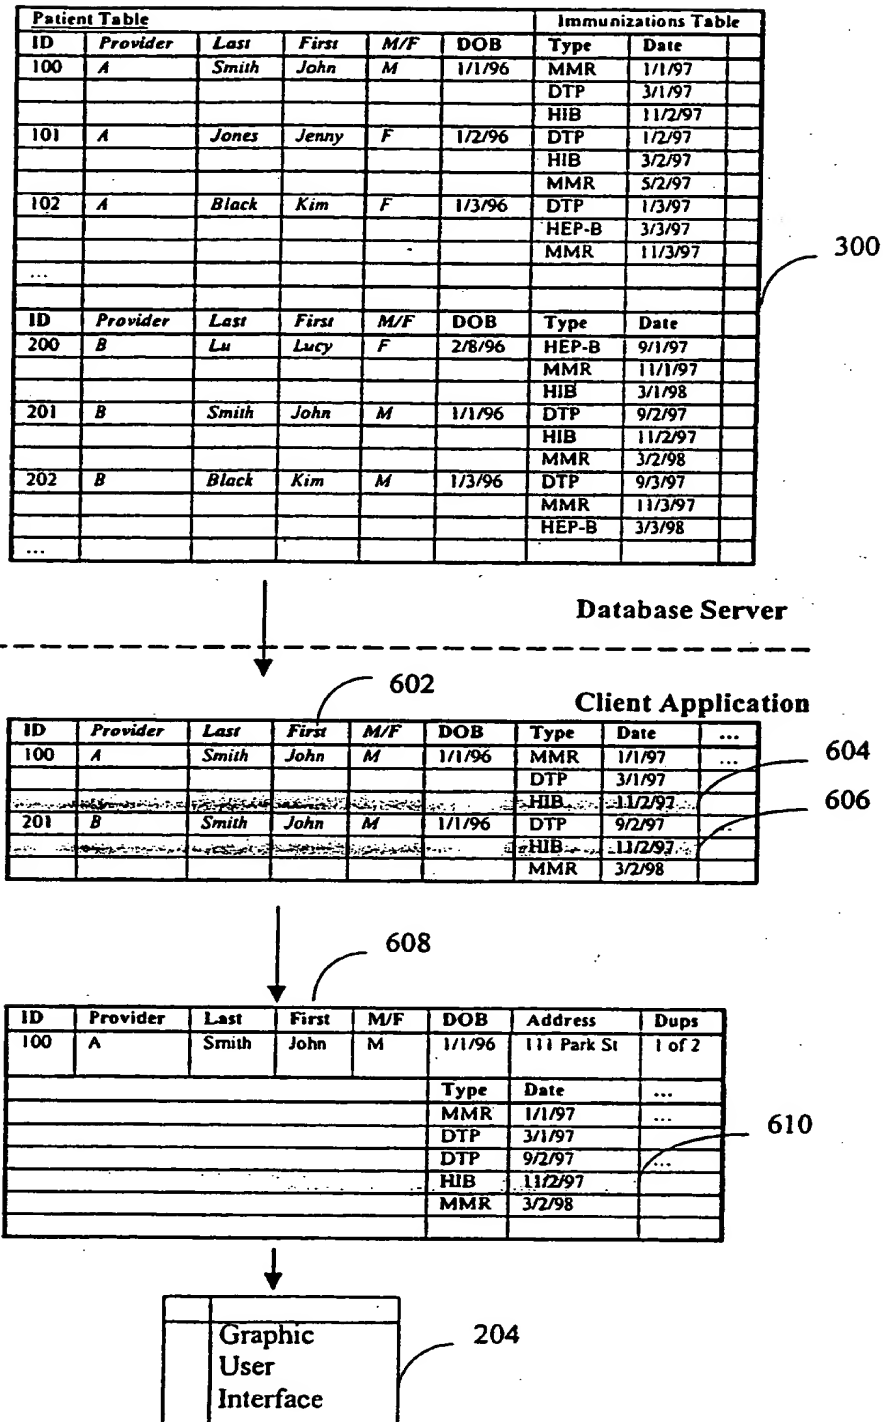 Patient Table Immunizations Table
ID Provider Last First M/F DOB Type Date
100 A Smith John M 1/1/96 MMR 1/1/97
DTP 3/1/97
HIB 11/2/97
101 A Jones Jenny F 1/2/96 DTP 1/2/97
HIB 3/2/97
MMR 5/2/97
102 A Black Kim F 1/3/96 DTP 1/3/97
HEP-B 3/3/97
MMR 11/3/97
300
...
ID Provider Last First M/F DOB Type Date
200 B Lu Lucy F 2/8/96 HEP-B 9/1/97
MMR 11/1/97
HIB 3/1/98
201 B Smith John M 1/1/96 DTP 9/2/97
HIB 11/2/97
MMR 3/2/98
202 B Black Kim M 1/3/96 DTP 9/3/97
MMR 11/3/97
HEP-B 3/3/98
...
Database Server
602
Client Application
ID Provider Last First M/F DOB Type Date ...
100 A Smith John M 1/1/96 MMR 1/1/97 ...
604
DTP 3/1/97
HIB 11/2/97
606
201 B Smith John M 1/1/96 DTP 9/2/97 ...
HIB 11/2/97
MMR 3/2/98
608
ID Provider Last First M/F DOB Address Dups
100 A Smith John M 1/1/96 111 Park St 1 of 2
Type Date ...
MMR 1/1/97 ...
610
DTP 3/1/97
DTP 9/2/97 ...
HIB 11/2/97
MMR 3/2/98
Graphic
User
Interface
204